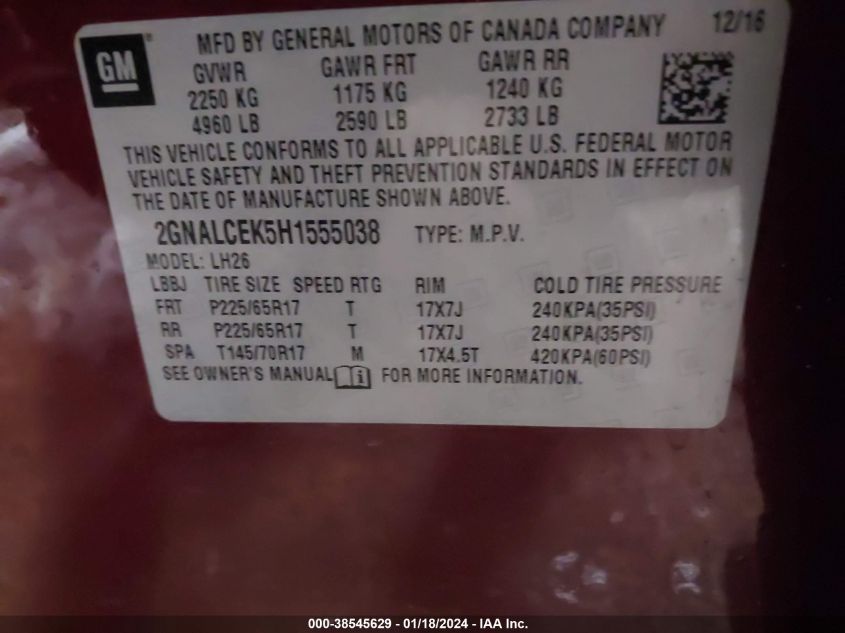 GM ® MFD BY GENERAL MOTORS OF CANADA COMPANY 12/16
GVWR GAWR FRT GAWR RR
2250 KG 1175 KG 1240 KG
4960 LB 2590 LB 2733 LB
THIS VEHICLE CONFORMS TO ALL APPLICABLE U.S. FEDERAL MOTOR
VEHICLE SAFETY AND THEFT PREVENTION STANDARDS IN EFFECT ON
THE DATE OF MANUFACTURE SHOWN ABOVE.
2GNALCEK5H1555038 TYPE: M.P.V.
MODEL: LH26
LBBJ TIRE SIZE SPEED RTG RIM COLD TIRE PRESSURE
FRT P225/65R17 T 17X7J 240KPA(35PSI)
RR P225/65R17 T 17X7J 240KPA(35PSI)
SPA T145/70R17 M 17X4.5T 420KPA(60PSI)
SEE OWNER'S MANUAL FOR MORE INFORMATION.
000-38545629 - 01/18/2024 - IAA Inc.